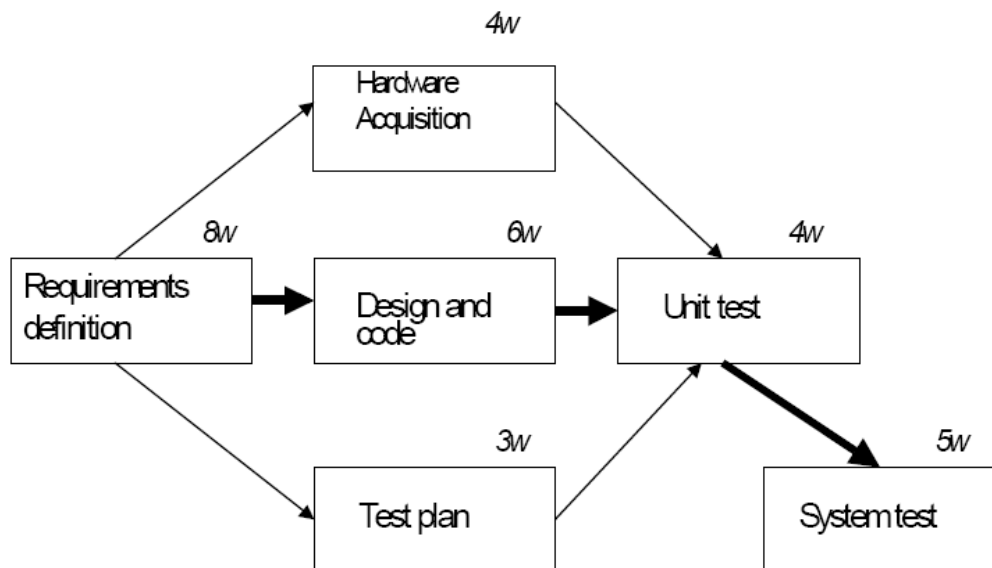 4w
Hardware
Acquisition
8w
6w
4w
Requirements
definition
Design and
code
Unit test
3w
5w
Test plan
System test